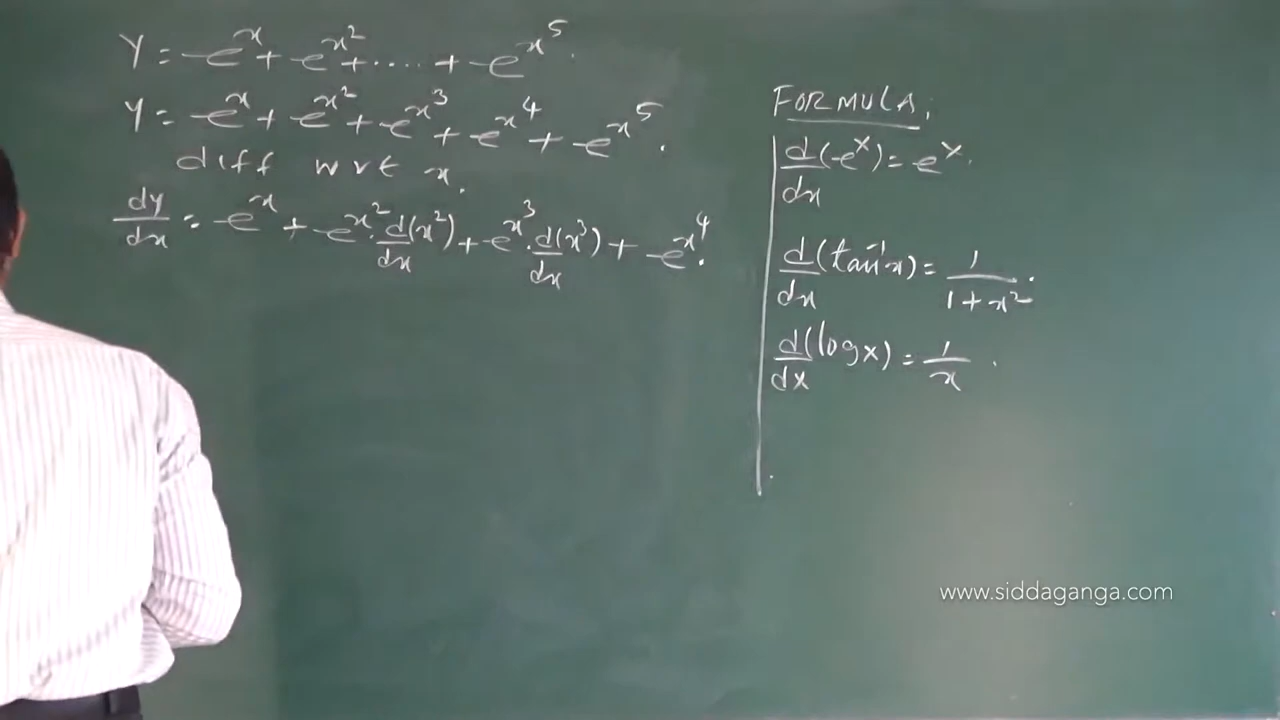 Y = e^x + e^{x^2} + ..... + e^{x^5}.
Y = e^x + e^{x^2} + e^{x^3} + e^{x^4} + e^{x^5}.
diff wrt x.
dy/dx = e^x + e^{x^2}. d(x^2)/dx + e^{x^3}. d(x^3)/dx + e^{x^4}.
FORMULA;
d/dx (e^x) = e^x.
d/dx (tan^{-1}x) = 1/(1+x^2).
d/dx (log x) = 1/x.
www.siddaganga.com